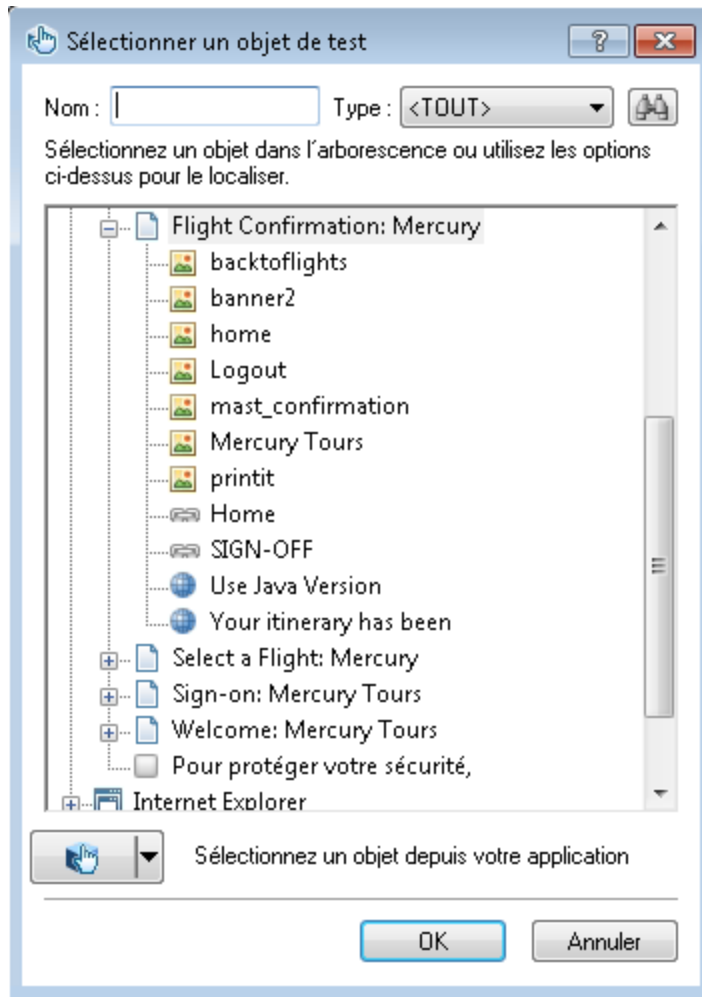 Sélectionner un objet de test
?
Nom : Type : <TOUT>
Sélectionnez un objet dans l'arborescence ou utilisez les options
ci-dessus pour le localiser.
Flight Confirmation: Mercury
backtoflights
banner2
home
Logout
mast_confirmation
Mercury Tours
printit
Home
SIGN-OFF
Use Java Version
Your itinerary has been
Select a Flight: Mercury
Sign-on: Mercury Tours
Welcome: Mercury Tours
Pour protéger votre sécurité,
Internet Explorer
Sélectionnez un objet depuis votre application
OK Annuler